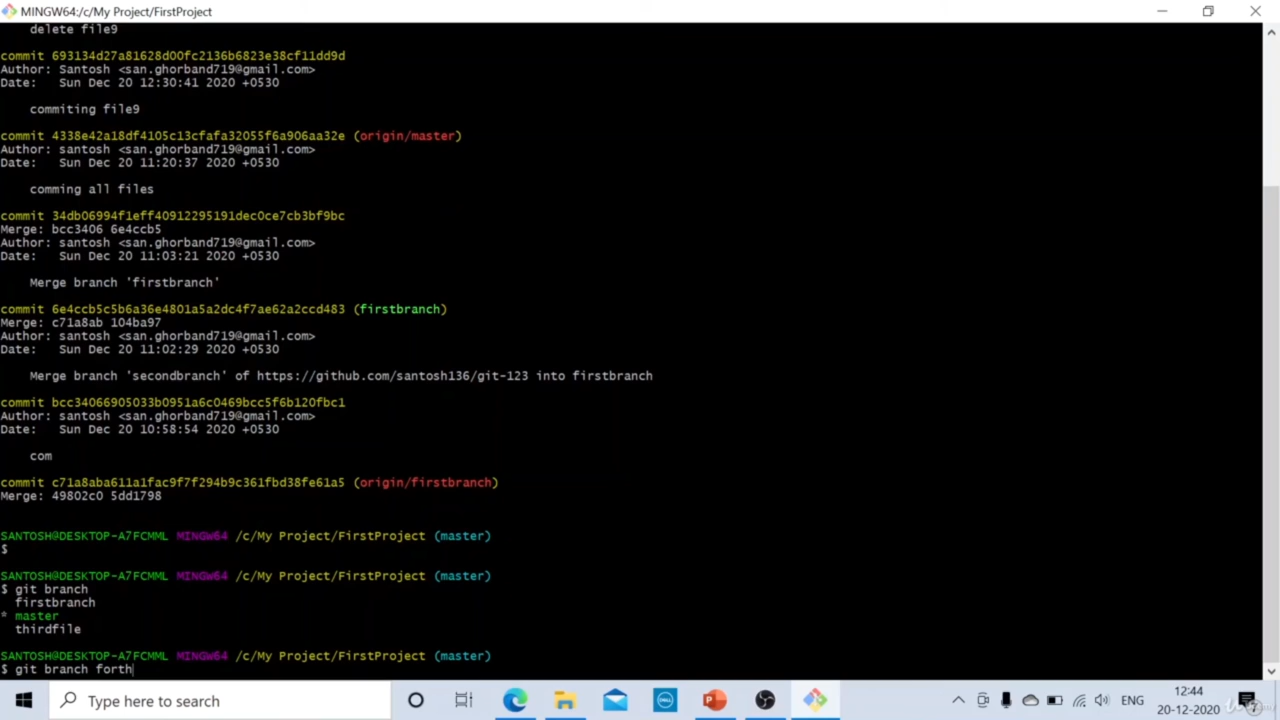 MINGW64:/c/My Project/FirstProject
delete file9
commit 693134d27a81628d00fc2136b6823e38cf11dd9d
Author: Santosh <san.ghorband719@gmail.com>
Date:   Sun Dec 20 12:30:41 2020 +0530
commiting file9
commit 4338e42a18df4105c13cfafa32055f6a906aa32e (origin/master)
Author: santosh <san.ghorband719@gmail.com>
Date:   Sun Dec 20 11:20:37 2020 +0530
comming all files
commit 34db06994f1eff40912295191dec0ce7cb3bf9bc
Merge: bcc3406 6e4ccb5
Author: santosh <san.ghorband719@gmail.com>
Date:   Sun Dec 20 11:03:21 2020 +0530
Merge branch 'firstbranch'
commit 6e4ccb5c5b6a36e4801a5a2dc4f7ae62a2ccd483 (firstbranch)
Merge: c71a8ab 104ba97
Author: santosh <san.ghorband719@gmail.com>
Date:   Sun Dec 20 11:02:29 2020 +0530
Merge branch 'secondbranch' of https://github.com/santosh136/git-123 into firstbranch
commit bcc34066905033b0951a6c0469bcc5f6b120fbc1
Author: santosh <san.ghorband719@gmail.com>
Date:   Sun Dec 20 10:58:54 2020 +0530
com
commit c71a8aba611a1fac9f7f294b9c361fbd38fe61a5 (origin/firstbranch)
Merge: 49802c0 5dd1798
SANTOSH@DESKTOP-A7FCMML MINGW64 /c/My Project/FirstProject (master)
$
SANTOSH@DESKTOP-A7FCMML MINGW64 /c/My Project/FirstProject (master)
$ git branch
firstbranch
* master
thirdfile
SANTOSH@DESKTOP-A7FCMML MINGW64 /c/My Project/FirstProject (master)
$ git branch forth
Type here to search
ENG
12:44
20-12-2020